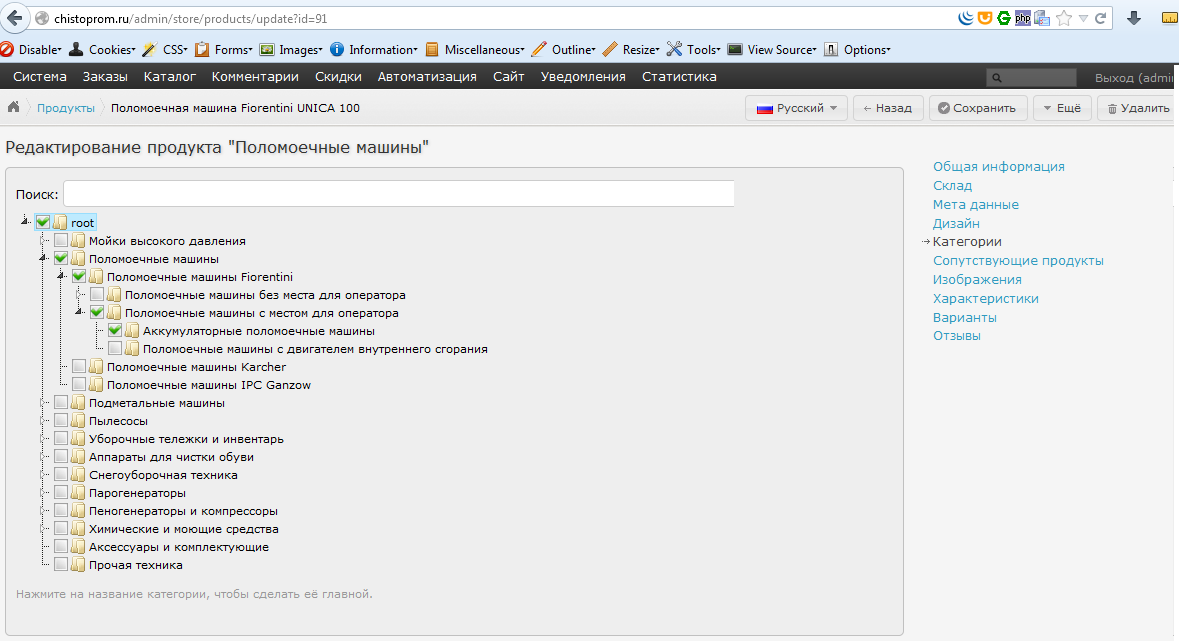 chistoprom.ru/admin/store/products/update?id=91
php
Disable Cookies CSS Forms Images Information Miscellaneous Outline Resize Tools View Source Options
Система Заказы Каталог Комментарии Скидки Автоматизация Сайт Уведомления Статистика Выход (admi
Продукты Поломоечная машина Fiorentini UNICA 100 Русский ← Назад Сохранить Ещё Удалить
Редактирование продукта "Поломоечные машины"
Поиск:
root
Мойки высокого давления
Поломоечные машины
Поломоечные машины Fiorentini
Поломоечные машины без места для оператора
Поломоечные машины с местом для оператора
Аккумуляторные поломоечные машины
Поломоечные машины с двигателем внутреннего сгорания
Поломоечные машины Karcher
Поломоечные машины IPC Ganzow
Подметальные машины
Пылесосы
Уборочные тележки и инвентарь
Аппараты для чистки обуви
Снегоуборочная техника
Парогенераторы
Пеногенераторы и компрессоры
Химические и моющие средства
Аксессуары и комплектующие
Прочая техника
Нажмите на название категории, чтобы сделать её главной.
Общая информация
Склад
Мета данные
Дизайн
→ Категории
Сопутствующие продукты
Изображения
Характеристики
Варианты
Отзывы